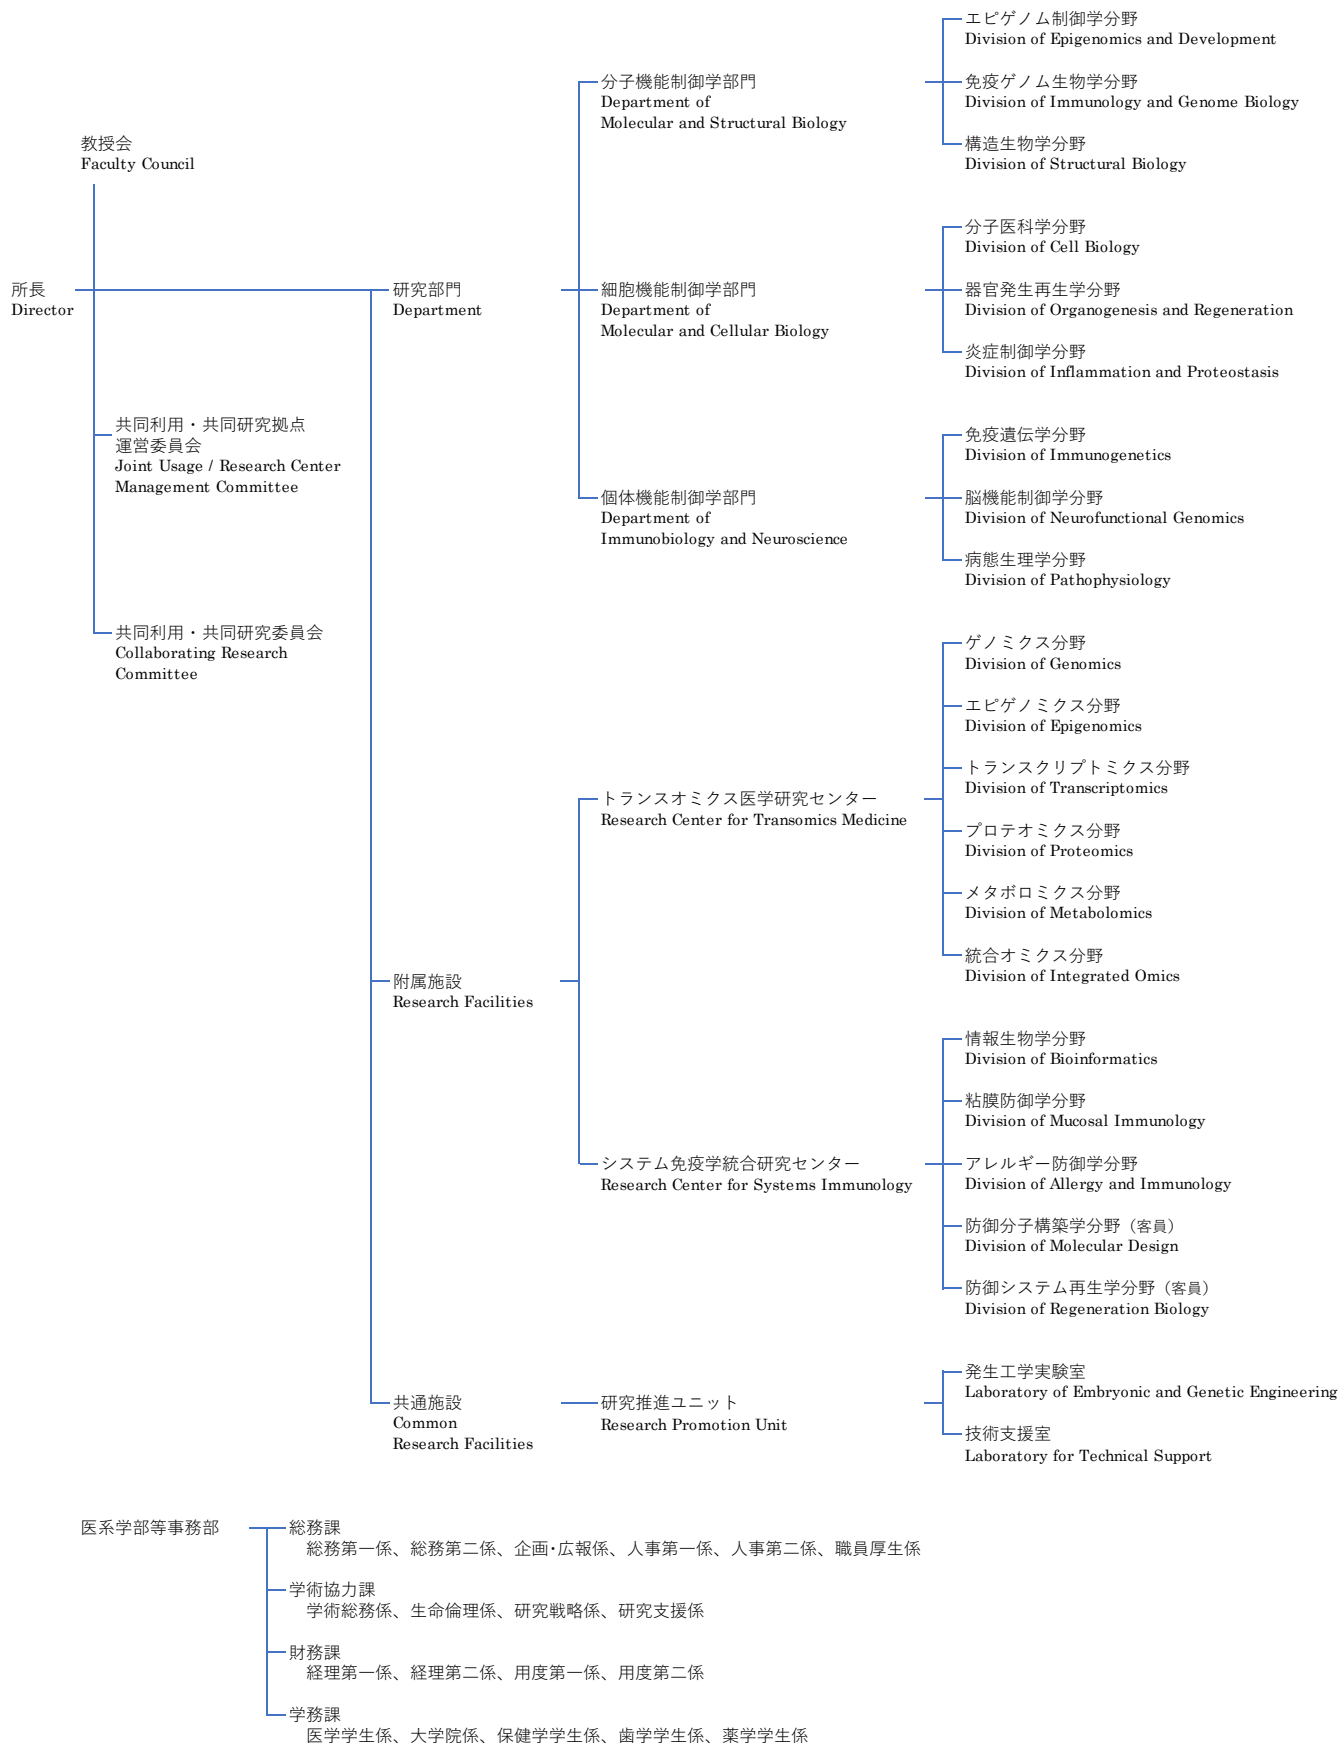 教授会
Faculty Council
所長
Director
共同利用・共同研究拠点
運営委員会
Joint Usage / Research Center
Management Committee
共同利用・共同研究委員会
Collaborating Research
Committee
研究部門
Department
分子機能制御学部門
Department of
Molecular and Structural Biology
エピゲノム制御学分野
Division of Epigenomics and Development
免疫ゲノム生物学分野
Division of Immunology and Genome Biology
構造生物学分野
Division of Structural Biology
細胞機能制御学部門
Department of
Molecular and Cellular Biology
分子医科学分野
Division of Cell Biology
器官発生再生学分野
Division of Organogenesis and Regeneration
炎症制御学分野
Division of Inflammation and Proteostasis
個体機能制御学部門
Department of
Immunobiology and Neuroscience
免疫遺伝学分野
Division of Immunogenetics
脳機能制御学分野
Division of Neurofunctional Genomics
病態生理学分野
Division of Pathophysiology
附属施設
Research Facilities
トランスオミクス医学研究センター
Research Center for Transomics Medicine
ゲノミクス分野
Division of Genomics
エピゲノミクス分野
Division of Epigenomics
トランスクリプトミクス分野
Division of Transcriptomics
プロテオミクス分野
Division of Proteomics
メタボロミクス分野
Division of Metabolomics
統合オミクス分野
Division of Integrated Omics
システム免疫学統合研究センター
Research Center for Systems Immunology
情報生物学分野
Division of Bioinformatics
粘膜防御学分野
Division of Mucosal Immunology
アレルギー防御学分野
Division of Allergy and Immunology
防御分子構築学分野（客員）
Division of Molecular Design
防御システム再生学分野（客員）
Division of Regeneration Biology
共通施設
Common
Research Facilities
研究推進ユニット
Research Promotion Unit
発生工学実験室
Laboratory of Embryonic and Genetic Engineering
技術支援室
Laboratory for Technical Support
医系学部等事務部
総務課
総務第一係、総務第二係、企画・広報係、人事第一係、人事第二係、職員厚生係
学術協力課
学術総務係、生命倫理係、研究戦略係、研究支援係
財務課
経理第一係、経理第二係、用度第一係、用度第二係
学務課
医学学生係、大学院係、保健学学生係、歯学学生係、薬学学生係